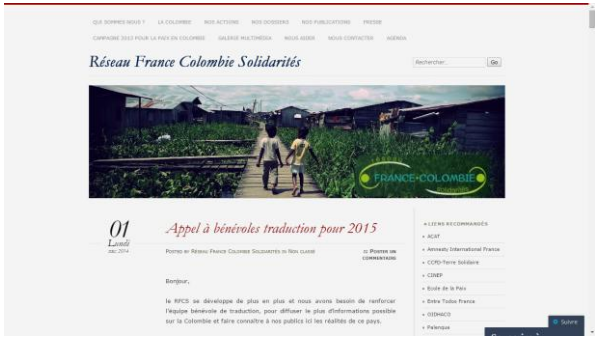 QUI SOMMES-NOUS ? LA COLOMBIE NOS ACTIONS NOS DOSSIERS NOS PUBLICATIONS PRESSE
CAMPAGNE 2013 POUR LA PAIX EN COLOMBIE GALERIE MULTIMÉDIA NOUS AIDER NOUS CONTACTER AGENDA
Réseau France Colombie Solidarités
Rechercher Go
FRANCE COLOMBIE
01
Lundi
déc 2014
Appel à bénévoles traduction pour 2015
POSTED BY RÉSEAU FRANCE COLOMBIE SOLIDARITÉS IN NON CLASSÉ
POSTER UN
COMMENTAIRE
Bonjour,
le RFCS se développe de plus en plus et nous avons besoin de renforcer
l'équipe bénévole de traduction, pour diffuser le plus d'informations possible
sur la Colombie et faire connaître à nos publics ici les réalités de ce pays.
LIENS RECOMMANDÉS
ACAT
Amnesty International France
CCFD-Terre Solidaire
CINEP
Ecole de la Paix
Entre Todos France
OIDHACO
Palenque
Suivre